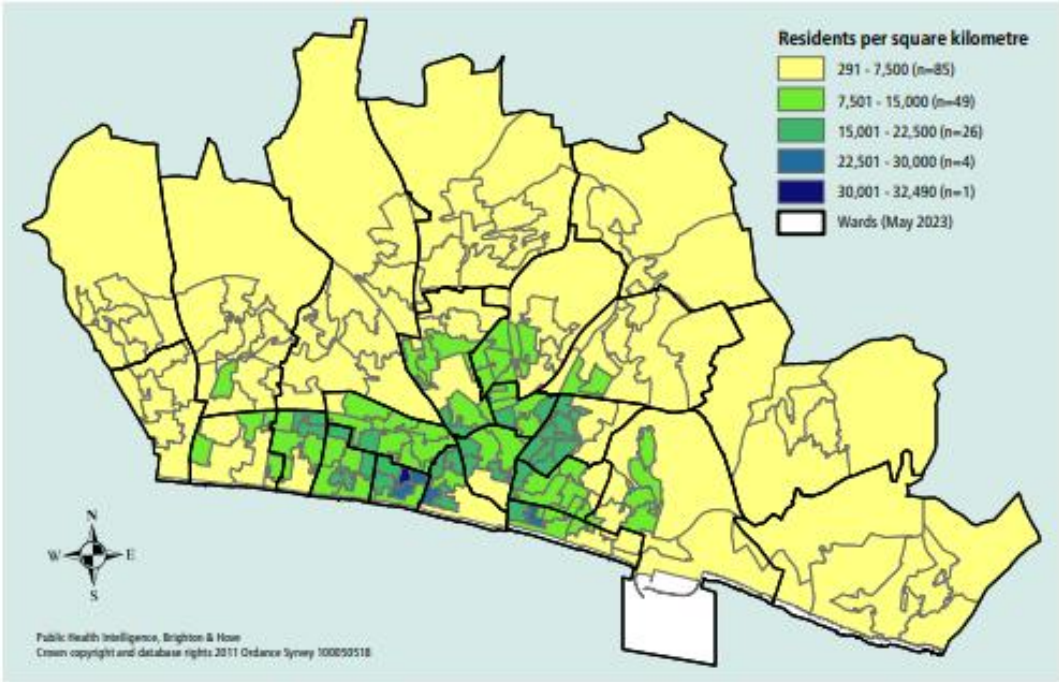 Residents per square kilometre
291 - 7,500 (n=85)
7,501 - 15,000 (n=49)
15,001 - 22,500 (n=26)
22,501 - 30,000 (n=4)
30,001 - 32,490 (n=1)
Wards (May 2023)
N
W E
S
Public Health Intelligence, Brighton & Hove
Crown copyright and database rights 2011 Ordance Syrvey 100050518